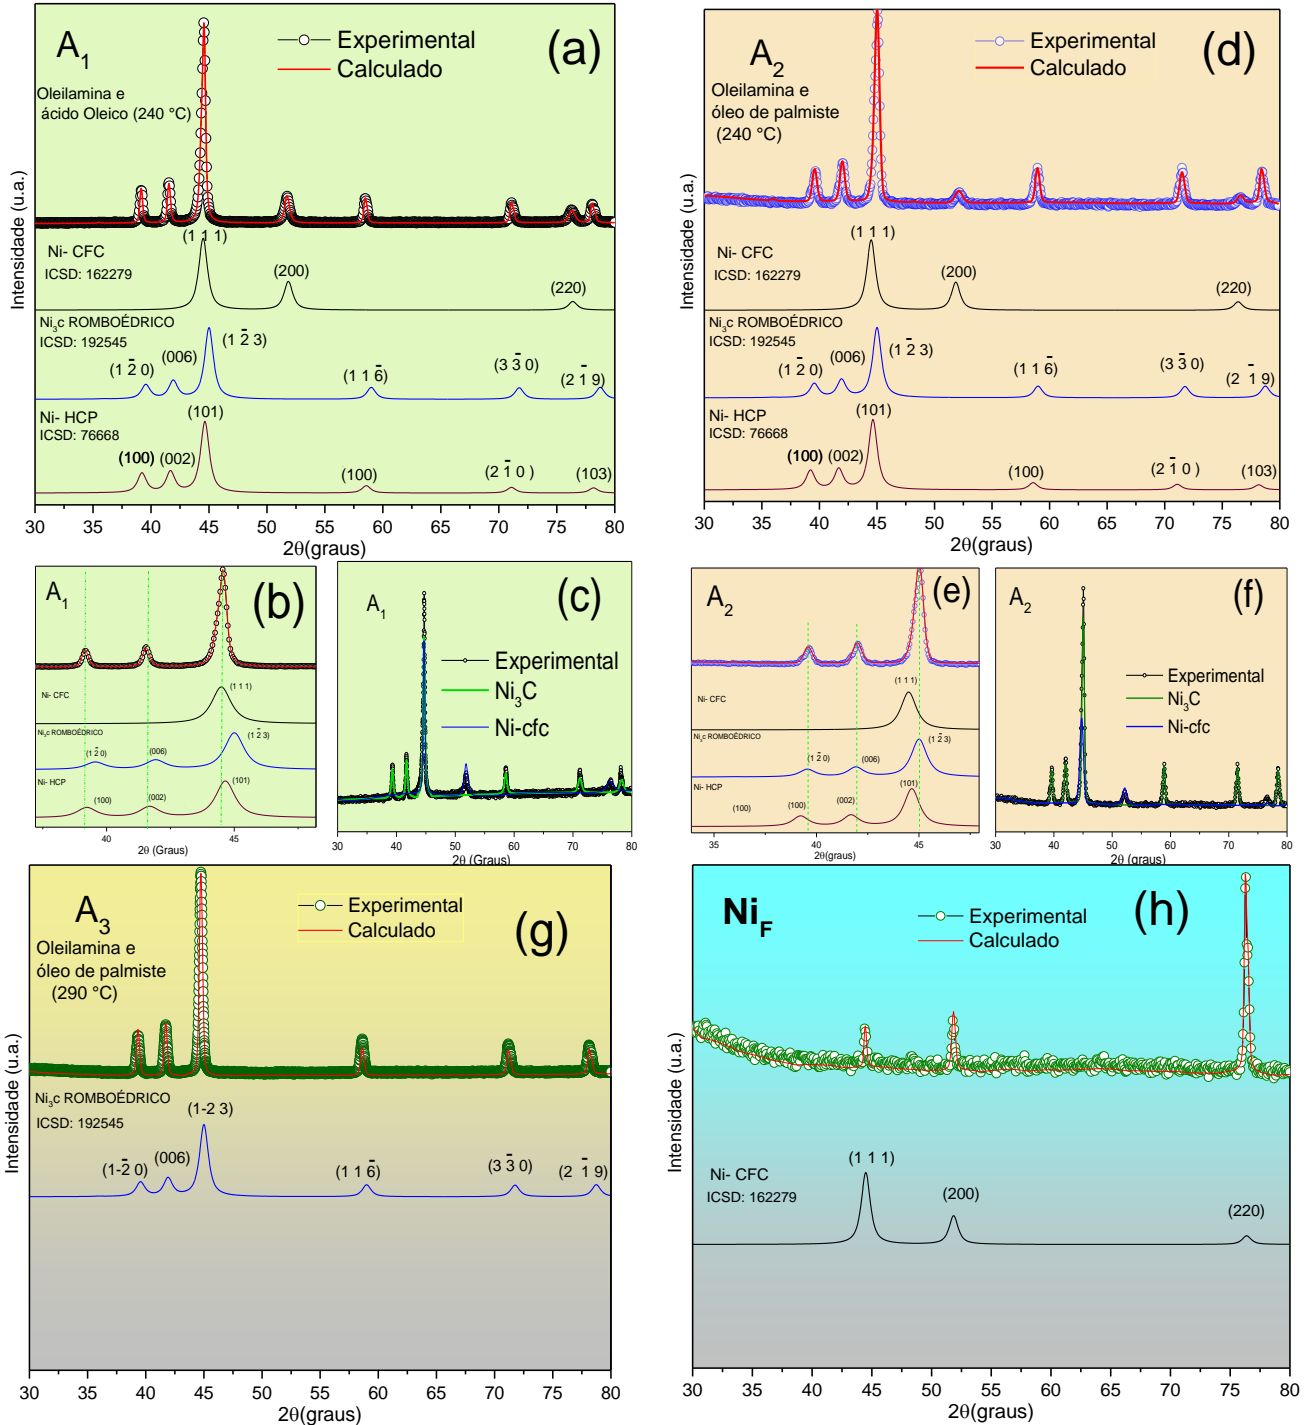 A1
Experimental
Calculado
(a)
Oleilamina e
ácido Oleico (240 °C)
Intensidade (u.a.)
Ni- CFC
ICSD: 162279
(1 1 1)
(200)
(220)
Ni3c ROMBOÉDRICO
ICSD: 192545
(1 2̄ 0)
(006)
(1 2̄ 3)
(1 1 6̄)
(3 3̄ 0)
(2 1̄ 9)
Ni- HCP
ICSD: 76668
(100)
(002)
(101)
(100)
(2 1̄ 0 )
(103)
30 35 40 45 50 55 60 65 70 75 80
2θ(graus)
A2
Experimental
Calculado
(d)
Oleilamina e
óleo de palmiste
(240 °C)
Intensidade (u.a.)
Ni- CFC
ICSD: 162279
(1 1 1)
(200)
(220)
Ni3c ROMBOÉDRICO
ICSD: 192545
(1 2̄ 0)
(006)
(1 2̄ 3)
(1 1 6̄)
(3 3̄ 0)
(2 1̄ 9)
Ni- HCP
ICSD: 76668
(100)
(002)
(101)
(100)
(2 1̄ 0 )
(103)
30 35 40 45 50 55 60 65 70 75 80
2θ(graus)
A1
(b)
Ni- CFC
(1 1 1)
Ni3c ROMBOÉDRICO
(1 2̄ 0)
(006)
(1 2̄ 3)
Ni- HCP
(100)
(002)
(101)
40 45
2θ (Graus)
A1
(c)
Experimental
Ni3C
Ni-cfc
30 40 50 60 70 80
2θ (Graus)
A2
(e)
Ni- CFC
(1 1 1)
Ni3c ROMBOÉDRICO
(1 2̄ 0)
(006)
(1 2̄ 3)
Ni- HCP
(100)
(100)
(002)
(101)
35 40 45
2θ(graus)
A2
(f)
Experimental
Ni3C
Ni-cfc
30 40 50 60 70 80
2θ (graus)
A3
Experimental
Calculado
(g)
Oleilamina e
óleo de palmiste
(290 °C)
Intensidade (u.a.)
Ni3c ROMBOÉDRICO
ICSD: 192545
(1-2̄ 0)
(006)
(1-2 3)
(1 1 6̄)
(3 3̄ 0)
(2 1̄ 9)
30 35 40 45 50 55 60 65 70 75 80
2θ(graus)
NiF
Experimental
Calculado
(h)
Intensidade (u.a.)
Ni- CFC
ICSD: 162279
(1 1 1)
(200)
(220)
30 35 40 45 50 55 60 65 70 75 80
2θ(graus)